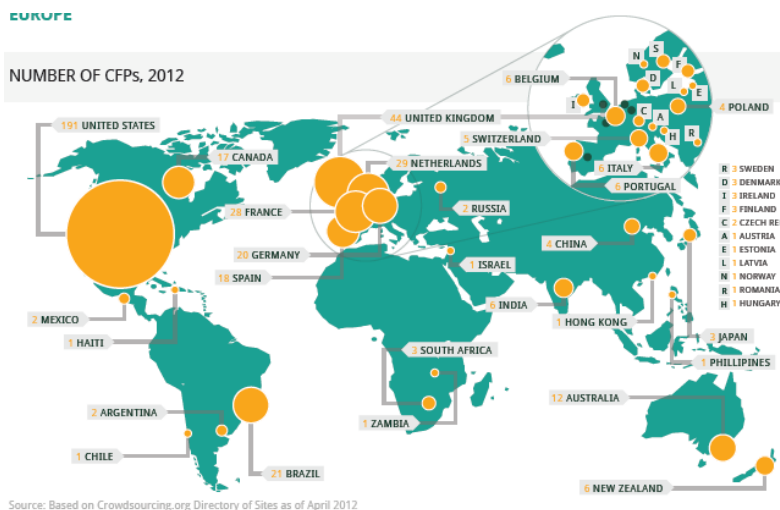 EUROPE
NUMBER OF CFPs, 2012
191 UNITED STATES
17 CANADA
44 UNITED KINGDOM
29 NETHERLANDS
28 FRANCE
20 GERMANY
18 SPAIN
2 RUSSIA
1 ISRAEL
6 BELGIUM
5 SWITZERLAND
6 ITALY
6 PORTUGAL
4 POLAND
N
S
F
D
L
E
I
C
A
H
R
R 3 SWEDEN
D 3 DENMARK
I 3 IRELAND
F 3 FINLAND
C 2 CZECH RE
A 1 AUSTRIA
E 1 ESTONIA
L 1 LATVIA
N 1 NORWAY
R 1 ROMANIA
H 1 HUNGARY
4 CHINA
6 INDIA
1 HONG KONG
3 JAPAN
1 PHILLIPINES
2 MEXICO
1 HAITI
2 ARGENTINA
1 CHILE
21 BRAZIL
3 SOUTH AFRICA
1 ZAMBIA
12 AUSTRALIA
6 NEW ZEALAND
Source: Based on Crowdsourcing.org Directory of Sites as of April 2012